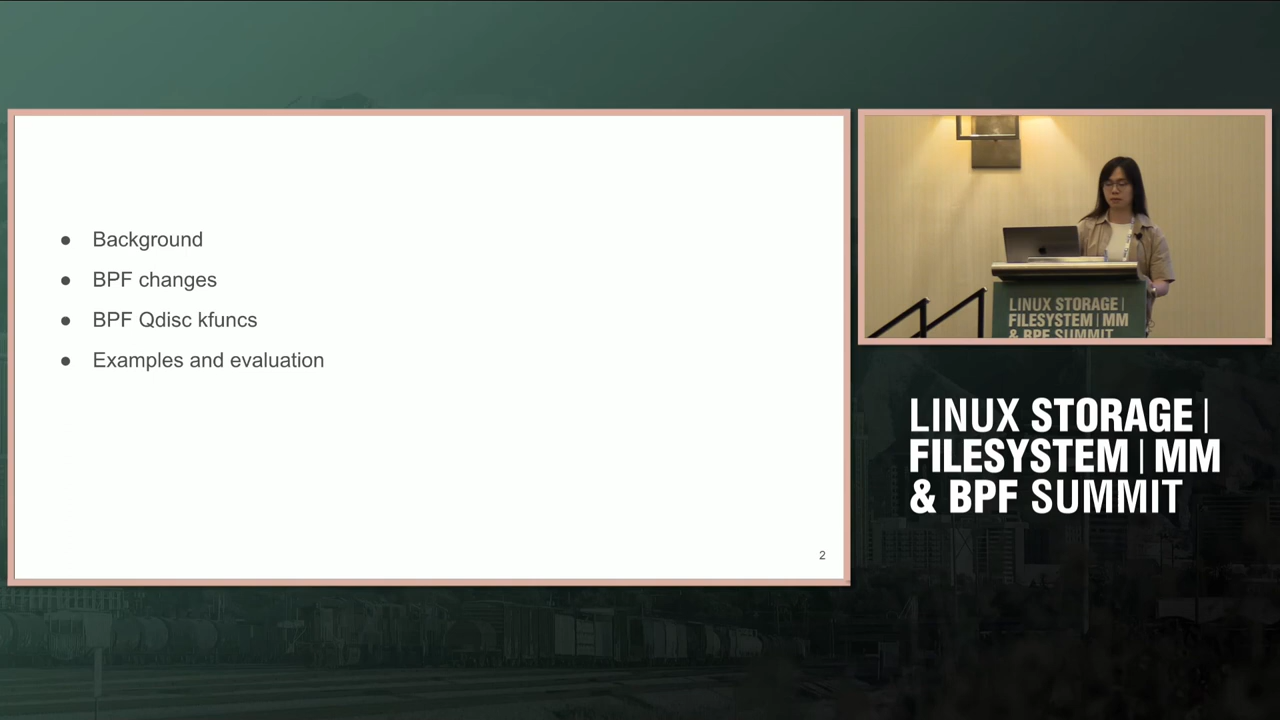 ● Background
● BPF changes
● BPF Qdisc kfuncs
● Examples and evaluation
2
LINUX STORAGE |
FILESYSTEM | MM
& BPF SUMMIT
LINUX STORAGE |
FILESYSTEM | MM
& BPF SUMMIT